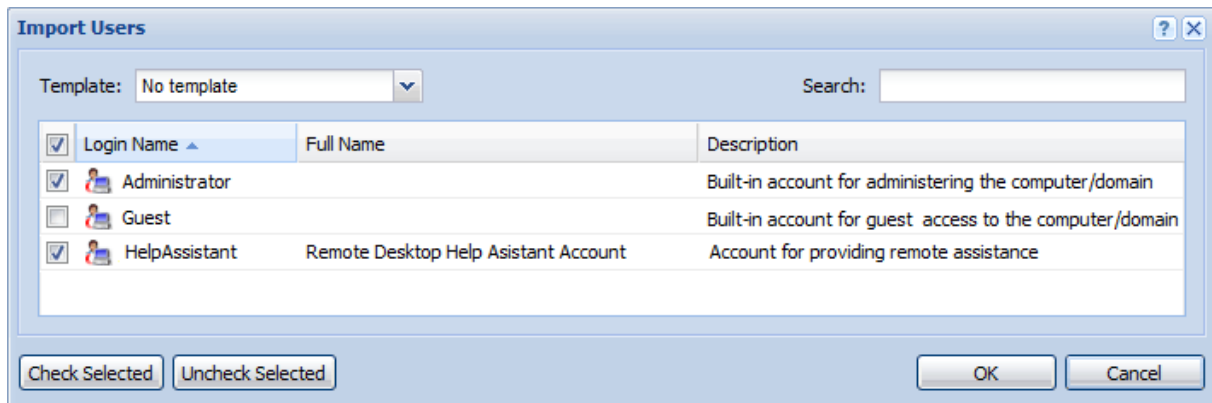 Import Users
Template: No template Search:
Login Name Full Name Description
Administrator Built-in account for administering the computer/domain
Guest Built-in account for guest access to the computer/domain
HelpAssistant Remote Desktop Help Asistant Account Account for providing remote assistance
Check Selected Uncheck Selected OK Cancel